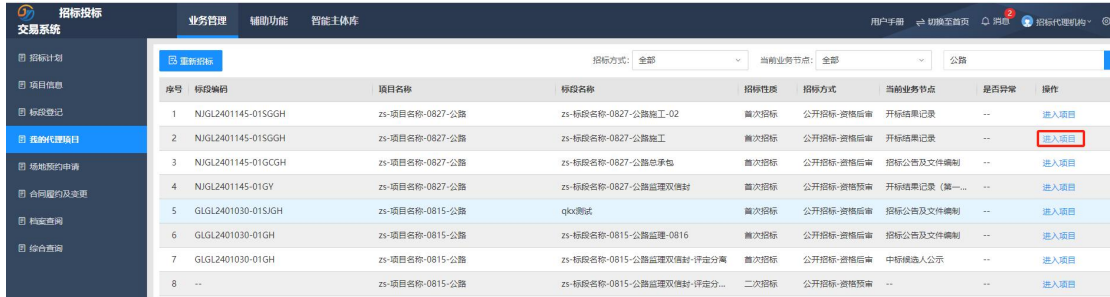 招标投标
交易系统
业务管理 辅助功能 智能主体库
用户手册 切换至首页 消息 2 招标代理机构
招标计划
项目信息
标段登记
我的代理项目
场地预约申请
合同履约及变更
档案查阅
综合查询
重新招标 招标方式: 全部 当前业务节点: 全部 公路
序号 标段编码 项目名称 标段名称 招标性质 招标方式 当前业务节点 是否异常 操作
1 NJGL2401145-01SGGH zs-项目名称-0827-公路 zs-标段名称-0827-公路施工-02 首次招标 公开招标-资格后审 开标结果记录 -- 进入项目
2 NJGL2401145-01SGGH zs-项目名称-0827-公路 zs-标段名称-0827-公路施工 首次招标 公开招标-资格后审 开标结果记录 -- 进入项目
3 NJGL2401145-01GCGH zs-项目名称-0827-公路 zs-标段名称-0827-公路总承包 首次招标 公开招标-资格后审 招标公告及文件编制 -- 进入项目
4 NJGL2401145-01GY zs-项目名称-0827-公路 zs-标段名称-0827-公路监理双信封 首次招标 公开招标-资格预审 开标结果记录（第一... -- 进入项目
5 GLGL2401030-01SJGH zs-项目名称-0815-公路 qkx测试 首次招标 公开招标-资格后审 招标公告及文件编制 -- 进入项目
6 GLGL2401030-01GH zs-项目名称-0815-公路 zs-标段名称-0815-公路监理-0816 首次招标 公开招标-资格后审 招标公告及文件编制 -- 进入项目
7 GLGL2401030-01GH zs-项目名称-0815-公路 zs-标段名称-0815-公路监理双信封-评定分离 首次招标 公开招标-资格后审 中标候选人公示 -- 进入项目
8 -- zs-项目名称-0815-公路 zs-标段名称-0815-公路监理双信封-评定分... 二次招标 公开招标-资格预审 -- -- 进入项目